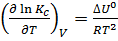 (∂ ln K_C / ∂T)_V = ΔU⁰ / RT²